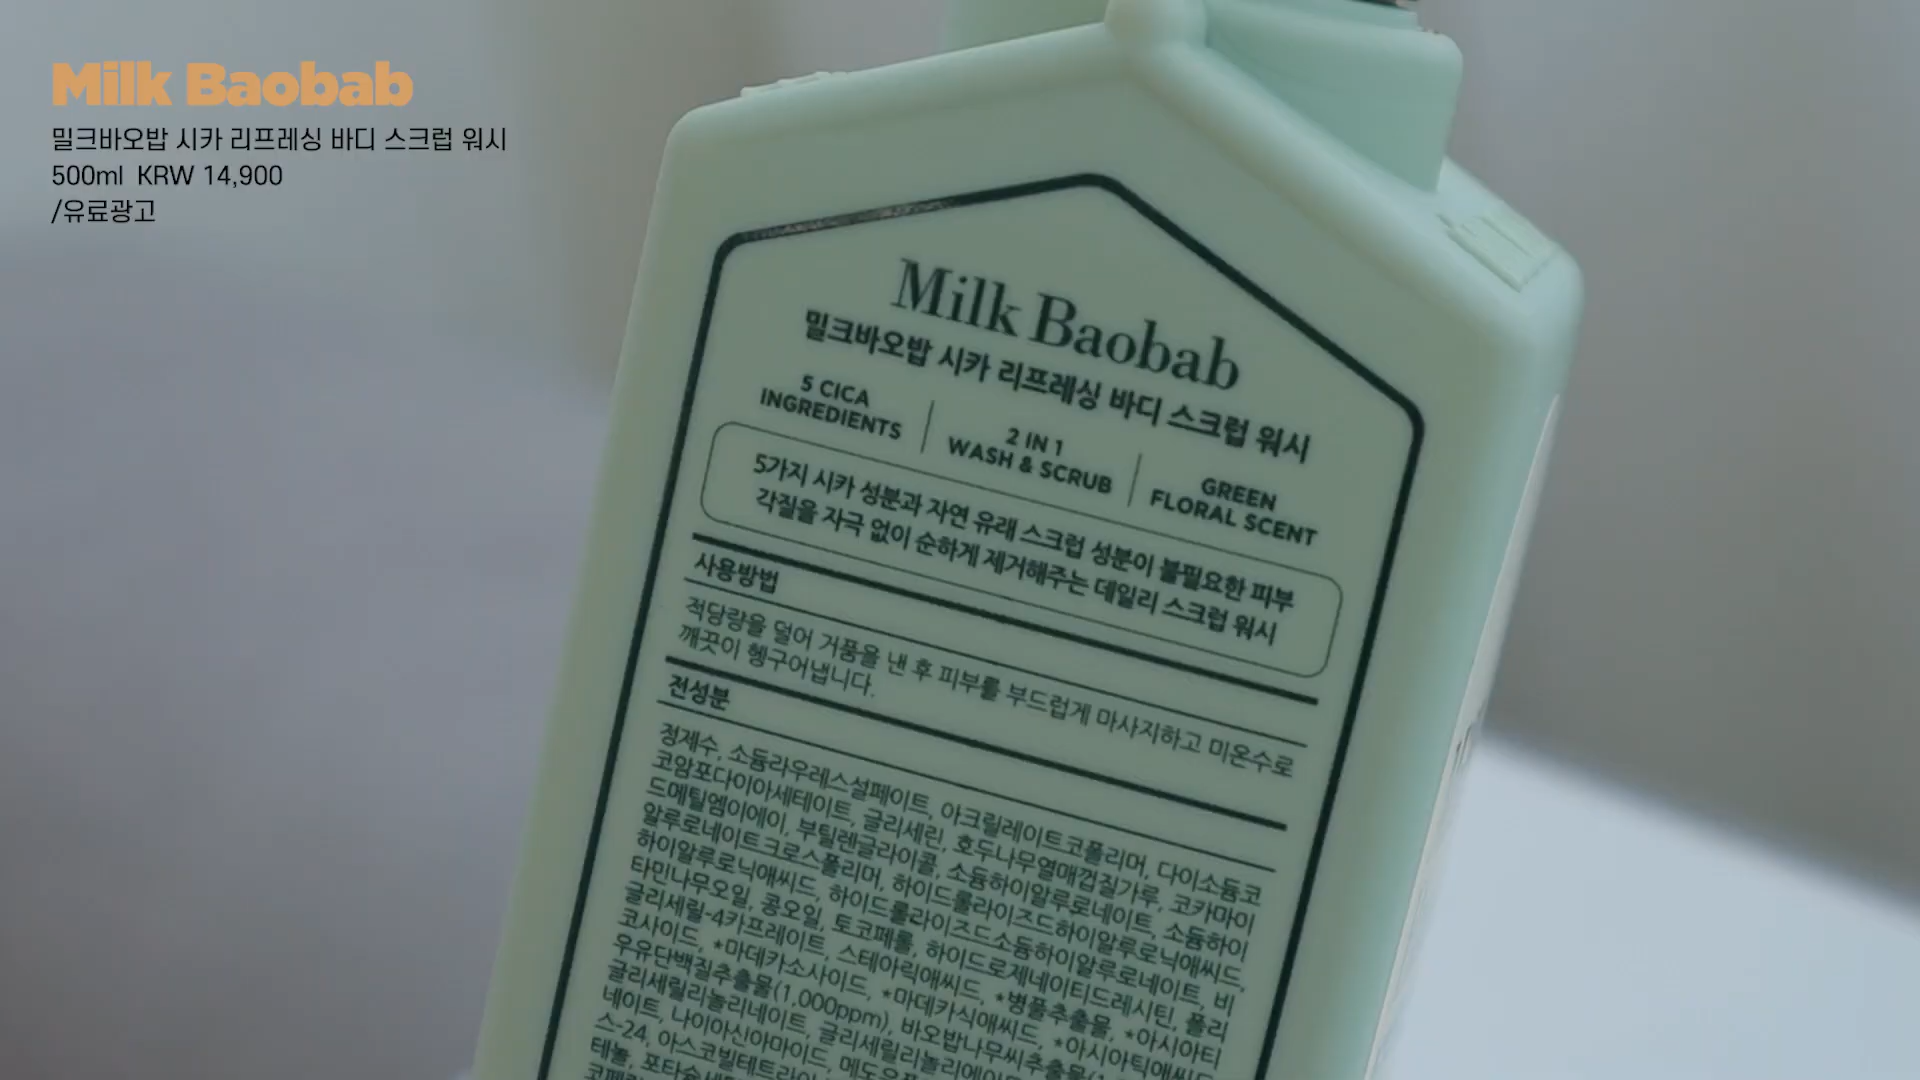 Milk Baobab
밀크바오밥 시카 리프레싱 바디 스크럽 워시
500ml KRW 14,900
/유료광고
Milk Baobab
밀크바오밥 시카 리프레싱 바디 스크럽 워시
5 CICA
INGREDIENTS
2 IN 1
WASH & SCRUB
GREEN
FLORAL SCENT
5가지 시카 성분과 자연 유래 스크럽 성분이 불필요한 피부
각질을 자극 없이 순하게 제거해주는 데일리 스크럽 워시
사용방법
적당량을 덜어 거품을 낸 후 피부를 부드럽게 마사지하고 미온수로
깨끗이 헹구어냅니다.
전성분
정제수, 소듐라우레스설페이트, 아크릴레이트코폴리머, 다이소듐코
코암포다이아세테이트, 글리세린, 호두나무열매껍질가루, 코카마이
드메틸엠이에이, 부틸렌글라이콜, 소듐하이알루로네이트, 소듐하이
알루로네이트크로스폴리머, 하이드롤라이즈드하이알루로닉애씨드,
하이알루로닉애씨드, 하이드롤라이즈드소듐하이알루로네이트, 비
타민나무오일, 콩오일, 토코페롤, 하이드로제네이티드레시틴, 폴리
글리세릴-4카프레이트, 스테아릭애씨드, *병풀추출물, *아시아티
코사이드, *마데카소사이드, *마데카식애씨드, *아시아틱애씨드
우유단백질추출물(1,000ppm), 바오밥나무씨추출물
글리세릴리놀리네이트, 글리세릴리놀리에이트
네이트, 나이아신아마이드,
스-24, 아스코빌테트라
테놀,